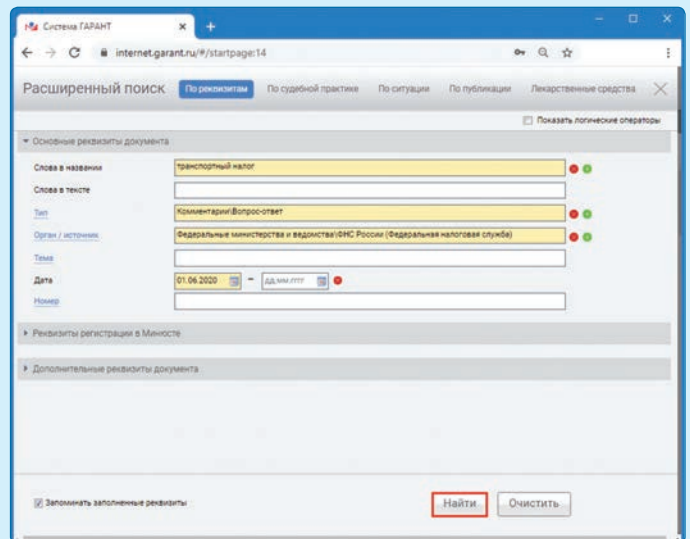 Система ГАРАНТ
internet.garant.ru/#/startpage:14
Расширенный поиск По реквизитам По судебной практике По ситуации По публикации Лекарственные средства
Показать логические операторы
Основные реквизиты документа
Слова в названии транспортный налог
Слова в тексте
Тип Комментарии\Вопрос-ответ
Орган / источник Федеральные министерства и ведомства\ФНС России (Федеральная налоговая служба)
Тема
Дата 01.06.2020 – дд.мм.гггг
Номер
Реквизиты регистрации в Минюсте
Дополнительные реквизиты документа
Запоминать заполненные реквизиты Найти Очистить